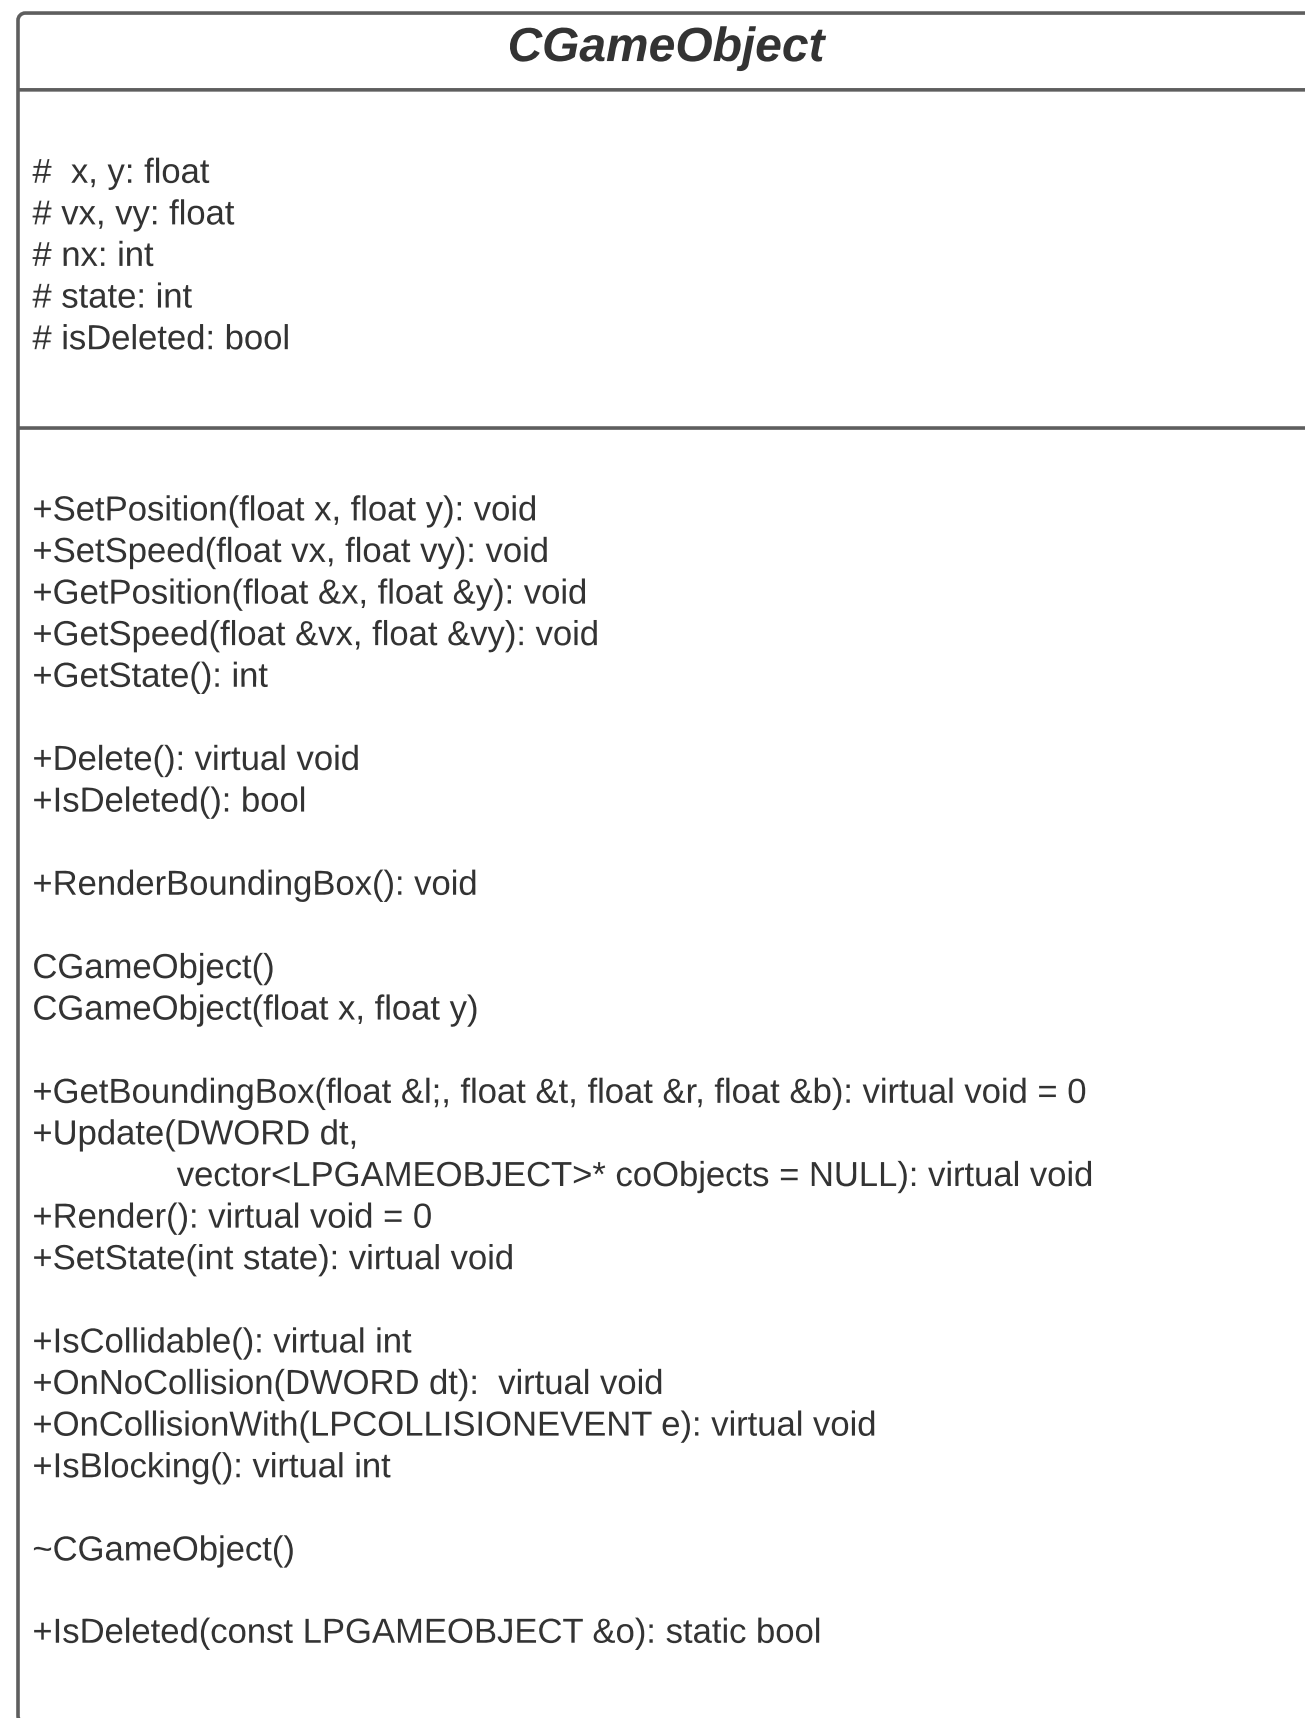 CGameObject
#  x, y: float
# vx, vy: float
# nx: int
# state: int
# isDeleted: bool
+SetPosition(float x, float y): void
+SetSpeed(float vx, float vy): void
+GetPosition(float &x, float &y): void
+GetSpeed(float &vx, float &vy): void
+GetState(): int
+Delete(): virtual void
+IsDeleted(): bool
+RenderBoundingBox(): void
CGameObject()
CGameObject(float x, float y)
+GetBoundingBox(float &l;, float &t, float &r, float &b): virtual void = 0
+Update(DWORD dt,
vector<LPGAMEOBJECT>* coObjects = NULL): virtual void
+Render(): virtual void = 0
+SetState(int state): virtual void
+IsCollidable(): virtual int
+OnNoCollision(DWORD dt):  virtual void
+OnCollisionWith(LPCOLLISIONEVENT e): virtual void
+IsBlocking(): virtual int
~CGameObject()
+IsDeleted(const LPGAMEOBJECT &o): static bool